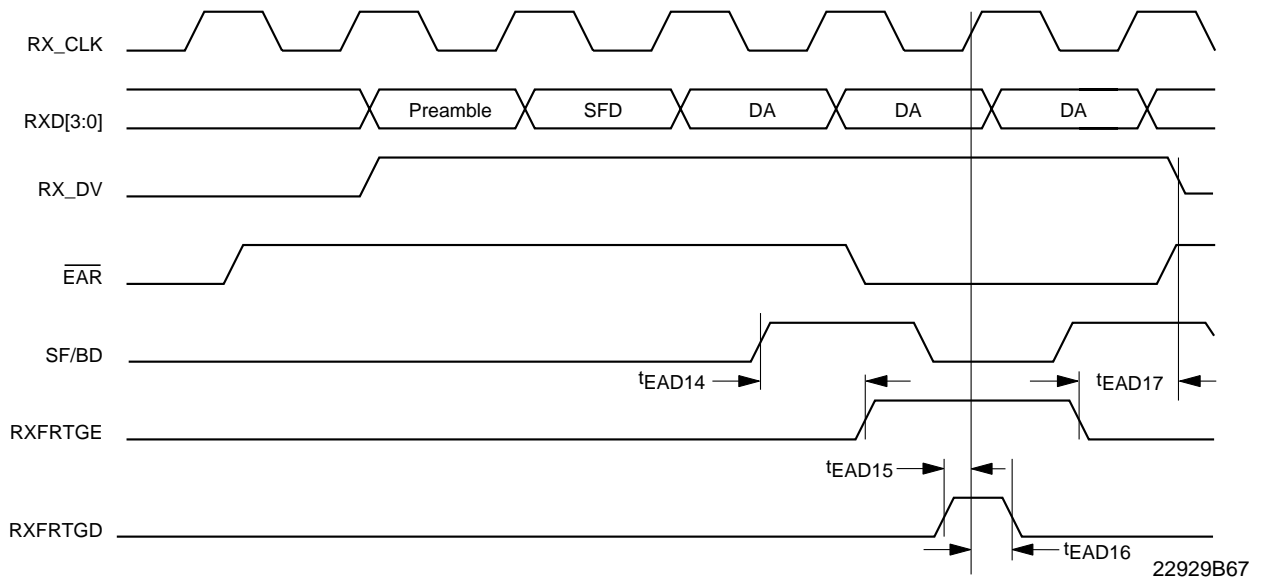 RX_CLK
RXD[3:0]
Preamble
SFD
DA
DA
DA
RX_DV
EAR
SF/BD
tEAD14
tEAD17
RXFRTGE
tEAD15
RXFRTGD
tEAD16
22929B67